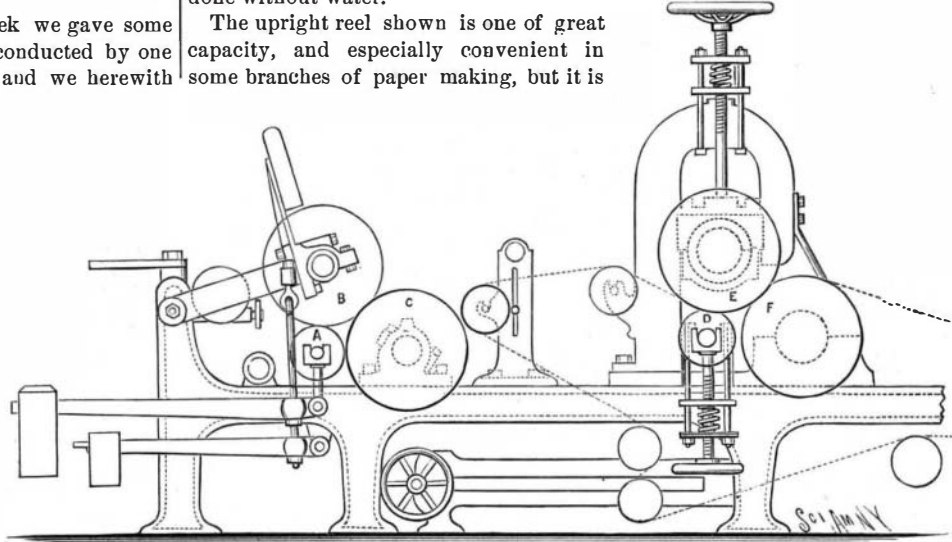 ek we gave some
conducted by one
and we herewith
done without water.
The upright reel shown is one of great
capacity, and especially convenient in
some branches of paper making, but it is
A
B
C
D
E
F
SCI AM NY